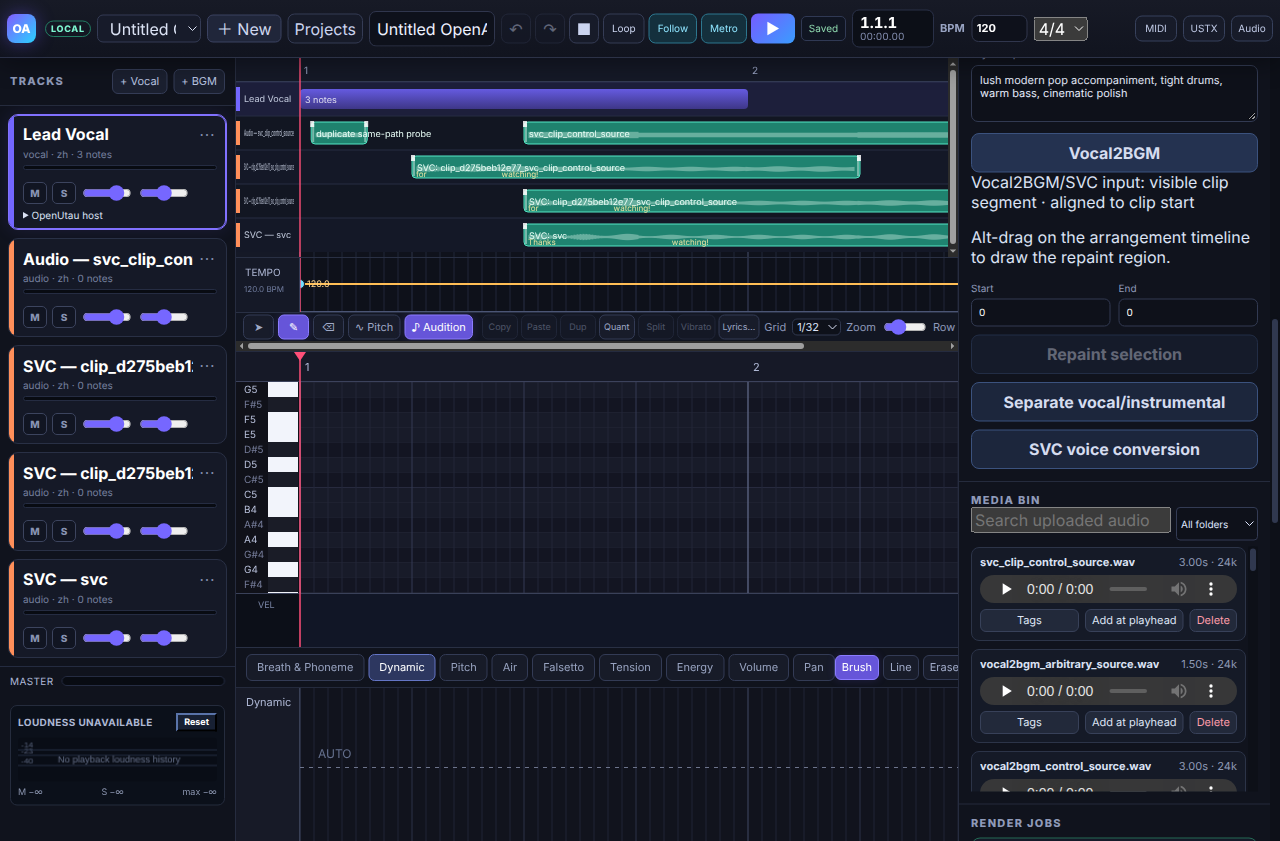 OA LOCAL Untitled ( + New Projects Untitled OpenA Loop Follow Metro Saved 1.1.1 BPM 120 4/4 MIDI USTX Audio
00:00.00
TRACKS + Vocal + BGM
Lead Vocal ...
vocal · zh · 3 notes
M S
OpenUtau host
Audio — svc_clip_con ...
audio · zh · 0 notes
M S
SVC — clip_d275beb1 ...
audio · zh · 0 notes
M S
SVC — clip_d275beb1 ...
audio · zh · 0 notes
M S
SVC — svc ...
audio · zh · 0 notes
M S
MASTER
LOUDNESS UNAVAILABLE Reset
-14
-23
-40
No playback loudness history
M −∞ S −∞ max −∞
1 2
Lead Vocal 3 notes
duplicate same-path probe svc_clip_control_source
SVC: clip_d275beb12e77_svc_clip_control_source
for watching!
SVC: clip_d275beb12e77_svc_clip_control_source
for watching!
SVC — svc SVC: svc
Thanks watching!
TEMPO
120.0 BPM 120.0
Pitch Audition Copy Paste Dup Quant Split Vibrato Lyrics... Grid 1/32 Zoom Row
1 2
G5
F#5
F5
E5
D#5
D5
C#5
C5
B4
A#4
A4
G#4
G4
F#4
VEL
Breath & Phoneme Dynamic Pitch Air Falsetto Tension Energy Volume Pan Brush Line Erase
Dynamic
AUTO
lush modern pop accompaniment, tight drums,
warm bass, cinematic polish
Vocal2BGM
Vocal2BGM/SVC input: visible clip
segment · aligned to clip start
Alt-drag on the arrangement timeline
to draw the repaint region.
Start End
0 0
Repaint selection
Separate vocal/instrumental
SVC voice conversion
MEDIA BIN
Search uploaded audio All folders
svc_clip_control_source.wav 3.00s · 24k
0:00 / 0:00
Tags Add at playhead Delete
vocal2bgm_arbitrary_source.wav 1.50s · 24k
0:00 / 0:00
Tags Add at playhead Delete
vocal2bgm_control_source.wav 3.00s · 24k
0:00 / 0:00
RENDER JOBS